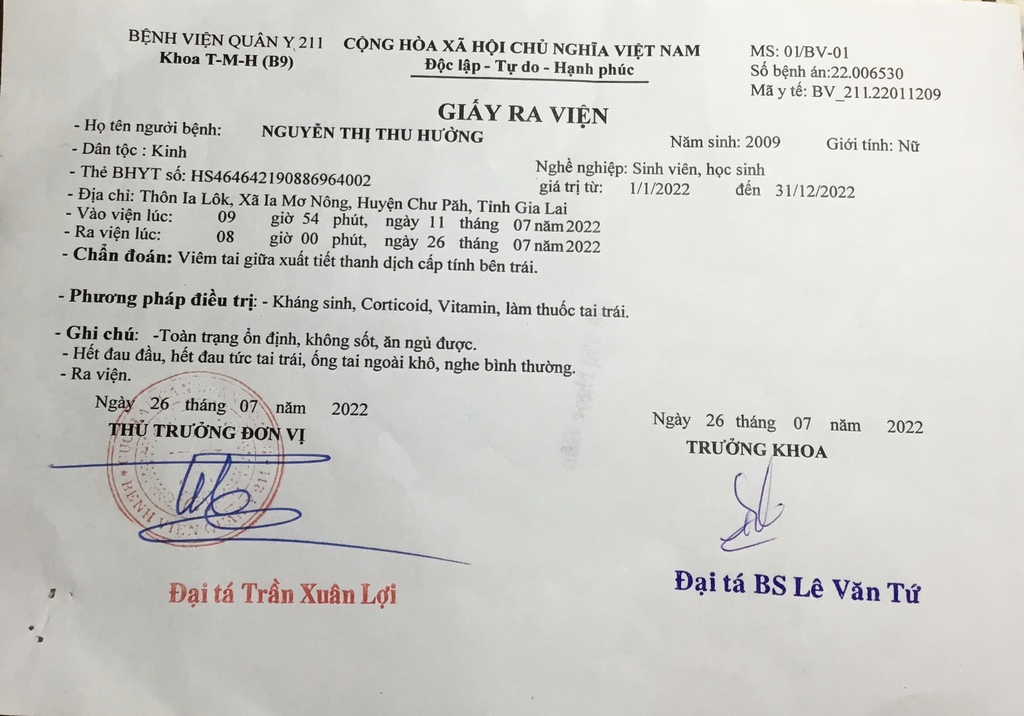 BỆNH VIỆN QUÂN Y 211
Khoa T-M-H (B9)
CỘNG HÒA XÃ HỘI CHỦ NGHĨA VIỆT NAM
Độc lập - Tự do - Hạnh phúc
MS: 01/BV-01
Số bệnh án:22.006530
Mã y tế: BV_211.22011209
GIẤY RA VIỆN
- Họ tên người bệnh: NGUYỄN THỊ THU HƯỜNG Năm sinh: 2009 Giới tính: Nữ
- Dân tộc : Kinh Nghề nghiệp: Sinh viên, học sinh
- Thẻ BHYT số: HS464642190886964002 giá trị từ: 1/1/2022 đến 31/12/2022
- Địa chỉ: Thôn Ia Lôk, Xã Ia Mơ Nông, Huyện Chư Păh, Tỉnh Gia Lai
- Vào viện lúc: 09 giờ 54 phút, ngày 11 tháng 07 năm 2022
- Ra viện lúc: 08 giờ 00 phút, ngày 26 tháng 07 năm 2022
- Chẩn đoán: Viêm tai giữa xuất tiết thanh dịch cấp tính bên trái.
- Phương pháp điều trị: - Kháng sinh, Corticoid, Vitamin, làm thuốc tai trái.
- Ghi chú: -Toàn trạng ổn định, không sốt, ăn ngủ được.
- Hết đau đầu, hết đau tức tai trái, ống tai ngoài khô, nghe bình thường.
- Ra viện.
Ngày 26 tháng 07 năm 2022
THỦ TRƯỞNG ĐƠN VỊ
BỆNH VIỆN QUÂN Y 211
Đại tá Trần Xuân Lợi
Ngày 26 tháng 07 năm 2022
TRƯỞNG KHOA
Đại tá BS Lê Văn Tứ